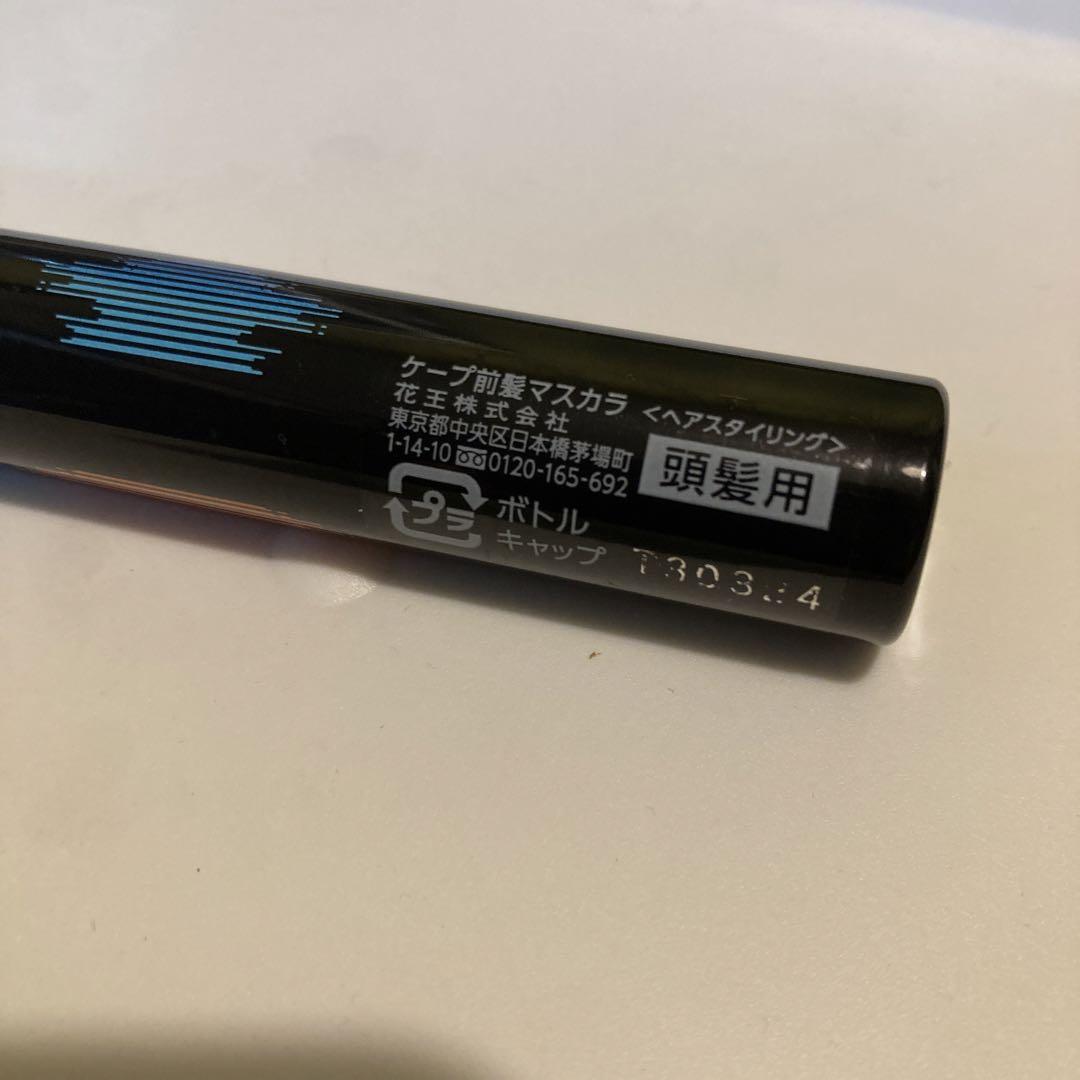 ケープ前髪マスカラ <ヘアスタイリング>
花王株式会社
東京都中央区日本橋茅場町
1-14-10 0120-165-692
頭髪用
プラ
ボトル
キャップ